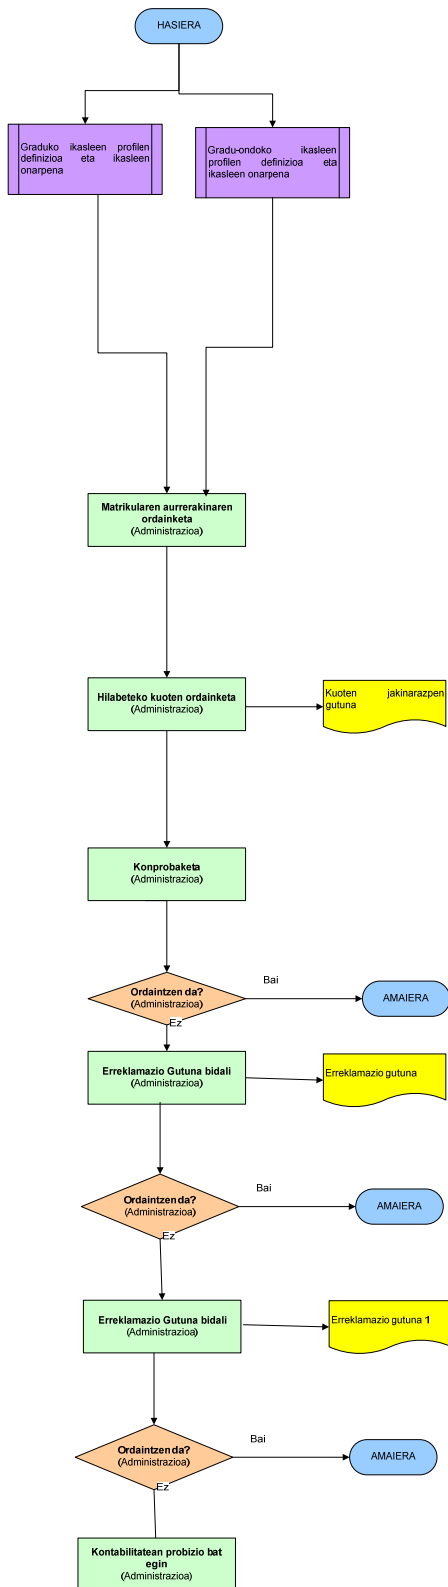 HASIERA
Graduko ikasleen profilen
definizioa eta ikasleen
onarpena
Gradu-ondoko ikasleen
profilen definizioa eta
ikasleen onarpena
Matrikularen aurrerakinaren
ordainketa
(Administrazioa)
Hilabeteko kuoten ordainketa
(Administrazioa)
Kuoten jakinarazpen
gutuna
Konprobaketa
(Administrazioa)
Ordaintzen da?
(Administrazioa)
Bai
AMAIERA
Ez
Erreklamazio Gutuna bidali
(Administrazioa)
Erreklamazio gutuna
Ordaintzen da?
(Administrazioa)
Bai
AMAIERA
Ez
Erreklamazio Gutuna bidali
(Administrazioa)
Erreklamazio gutuna 1
Ordaintzen da?
(Administrazioa)
Bai
AMAIERA
Ez
Kontabilitatean probizio bat
egin
(Administrazioa)